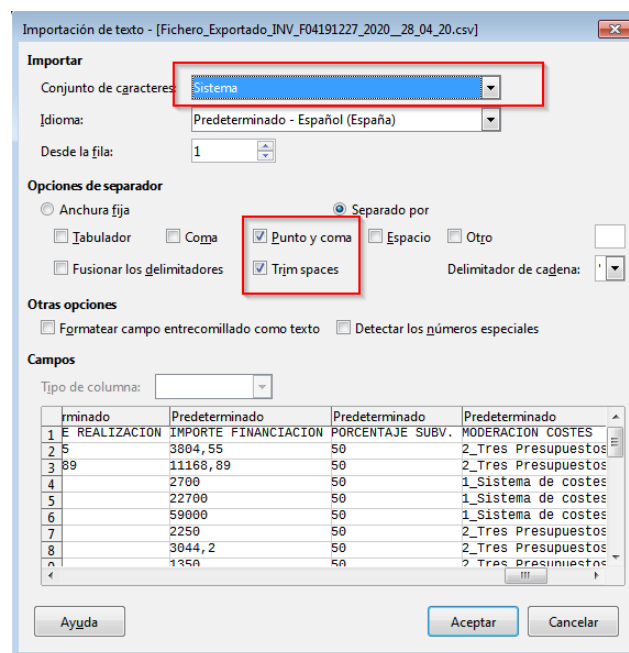 Importación de texto - [Fichero_Exportado_INV_F04191227_2020__28_04_20.csv]
Importar
Conjunto de caracteres: Sistema
Idioma: Predeterminado - Español (España)
Desde la fila: 1
Opciones de separador
Anchura fija Separado por
Tabulador Coma Punto y coma Espacio Otro
Fusionar los delimitadores Trim spaces Delimitador de cadena: '
Otras opciones
Formatear campo entrecomillado como texto Detectar los números especiales
Campos
Tipo de columna:
rminado Predeterminado Predeterminado Predeterminado
1 E REALIZACION IMPORTE FINANCIACION PORCENTAJE SUBV. MODERACION COSTES
2 5 3804,55 50 2_Tres Presupuestos
3 89 11168,89 50 2_Tres Presupuestos
4 2700 50 1_Sistema de costes
5 22700 50 1_Sistema de costes
6 59000 50 1_Sistema de costes
7 2250 50 2_Tres Presupuestos
8 3044,2 50 2_Tres Presupuestos
1350 50 2 Tres Presupuestos
Ayuda Aceptar Cancelar